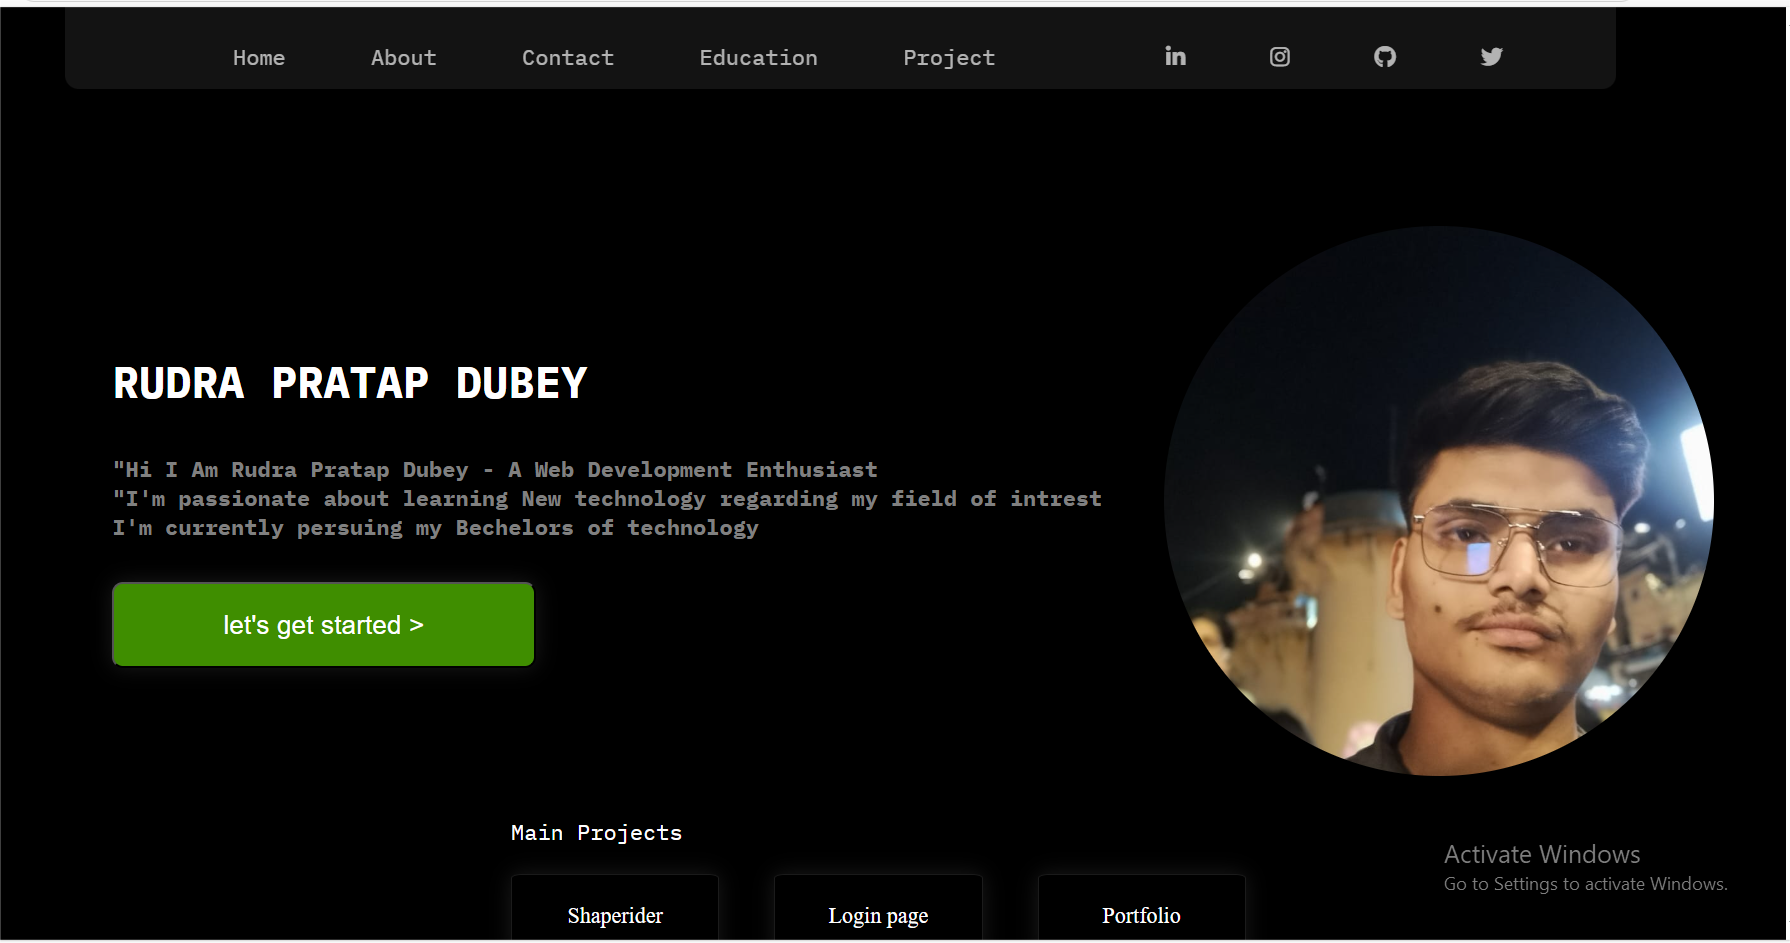 Home About Contact Education Project in
RUDRA PRATAP DUBEY
"Hi I Am Rudra Pratap Dubey - A Web Development Enthusiast
"I'm passionate about learning New technology regarding my field of intrest
I'm currently persuing my Bechelors of technology
let's get started >
Main Projects
Shaperider Login page Portfolio
Activate Windows
Go to Settings to activate Windows.